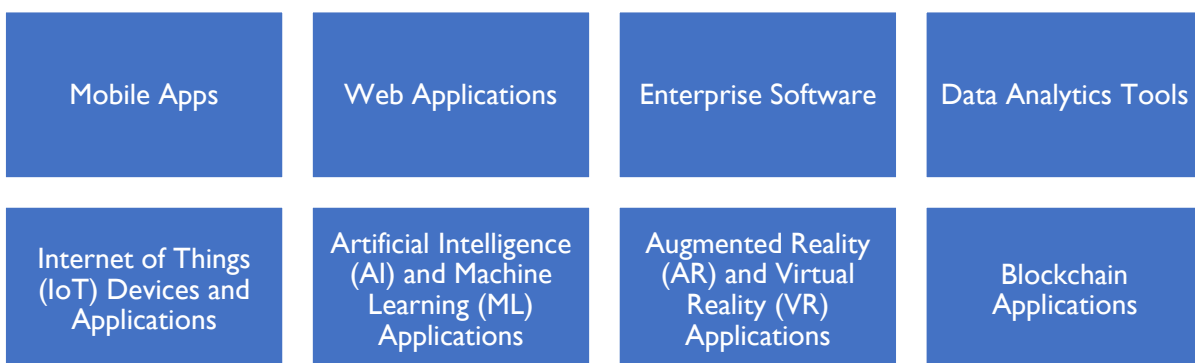 Mobile Apps
Web Applications
Enterprise Software
Data Analytics Tools
Internet of Things
(IoT) Devices and
Applications
Artificial Intelligence
(AI) and Machine
Learning (ML)
Applications
Augmented Reality
(AR) and Virtual
Reality (VR)
Applications
Blockchain
Applications